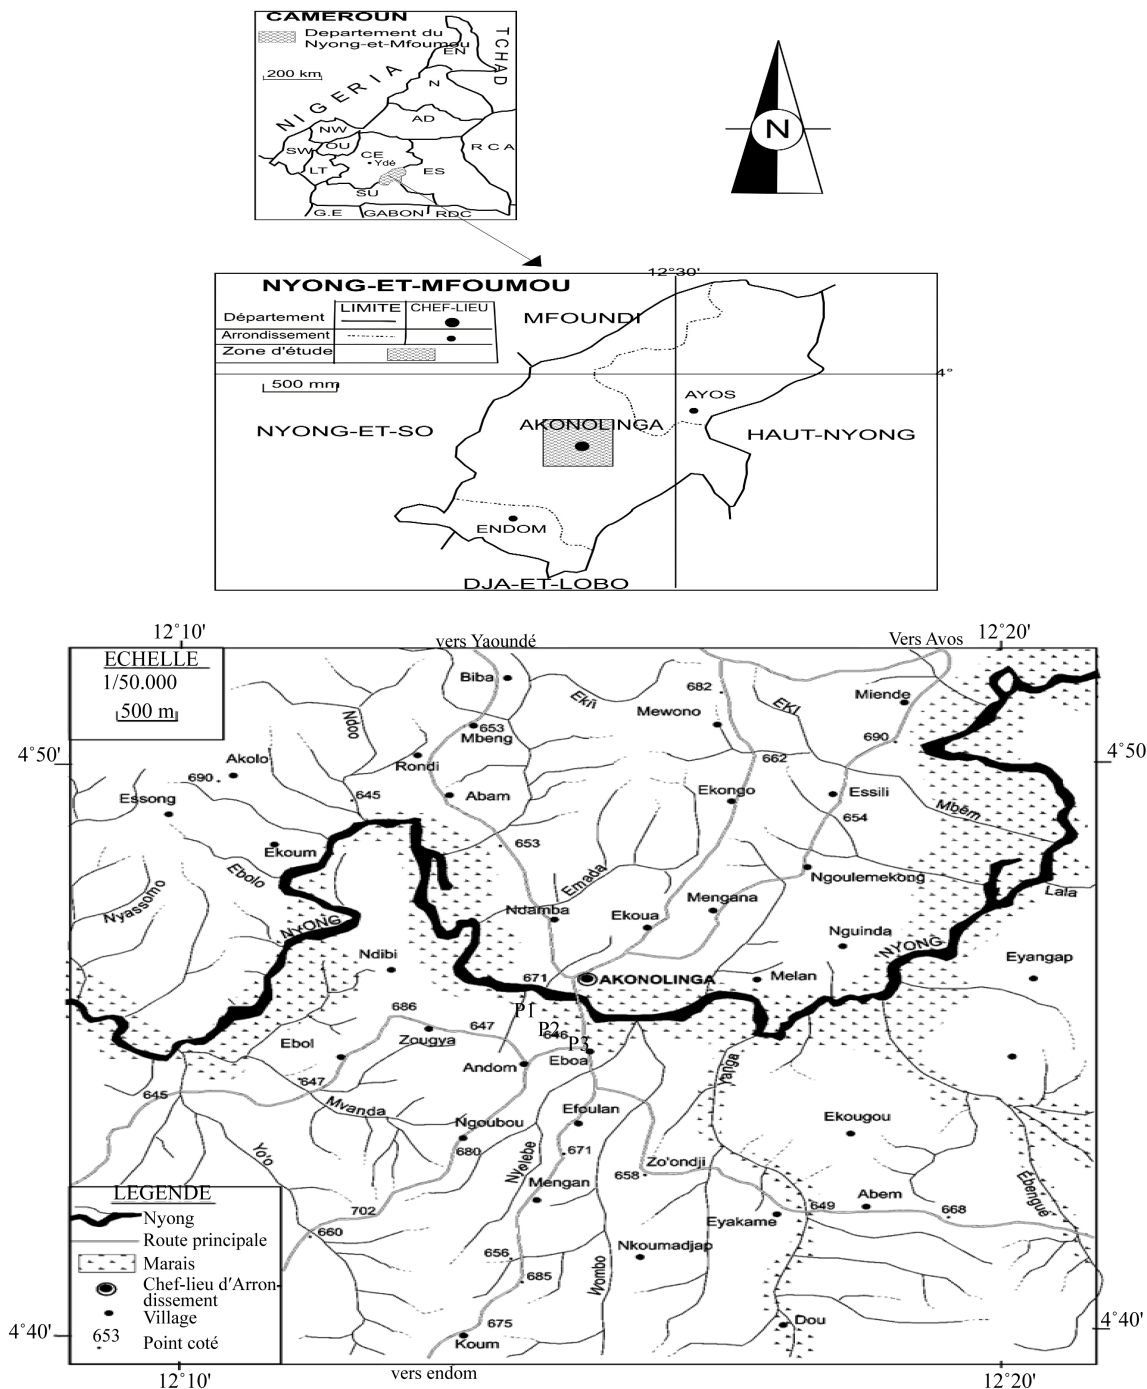 CAMEROUN
Departement du
Nyong-et-Mfoumou
200 km
TCHAD
NIGERIA
EN
N
AD
NW
OU
SW
CE
Ydé
RCA
LT
ES
SU
G.E
GABON
RDC
N
12°30'
NYONG-ET-MFOUMOU
LIMITE
CHEF-LIEU
Département
Arrondissement
Zone d'étude
500 mm
MFOUNDI
4°
AYOS
NYONG-ET-SO
AKONOLINGA
HAUT-NYONG
ENDOM
DJA-ET-LOBO
12°10'
vers Yaoundé
Vers Avos
12°20'
ECHELLE
1/50.000
500 m
Biba
Ndoo
653
Mbeng
682
Mewono
EKI
Miende
690
4°50'
4°50
Akolo
690
Rondi
662
Essong
645
Abam
Ekongo
Essili
Mbem
654
653
Ekoum
Ebolo
Emada
Ngoulemekong
Lala
Nyassomo
NYONG
Ndamba
Ekoua
Mengana
Nguinda
NYONG
Ndibi
Eyangap
671
AKONOLINGA
Melan
P1
686
647
P2
646
Zougya
P3
Ebol
Andom
Eboa
Yanga
647
645
Mvanda
Efoulan
Ngoubou
Ekougou
680
Nyelebe
671
Yo'o
Zo'ondji
658
Mengan
Ebengue
LEGENDE
702
649
Abem
668
Nyong
660
Eyakame
Route principale
Marais
656
Nkoumadjap
Wombo
685
Chef-lieu d'Arron-
dissement
Village
675
Dou
653
Point coté
Koum
4°40'
4°40'
vers endom
12°10'
12°20'